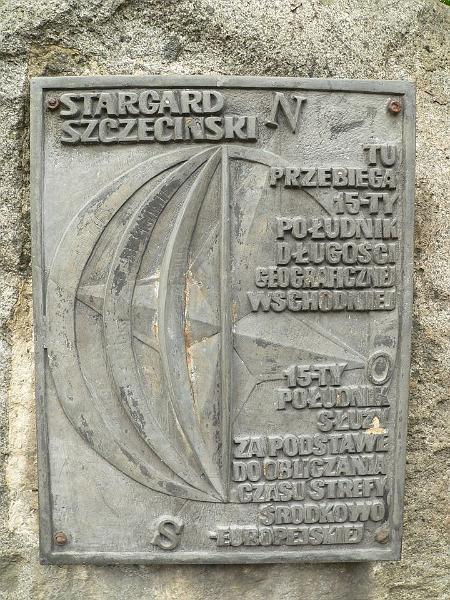 STARGARD
SZCZECIŃSKI
N
TU
PRZEBIEGA
15-TY
POŁUDNIK
DŁUGOŚCI
GEOGRAFICZNEJ
WSCHODNIEJ
O
15-TY
POŁUDNIK
SŁUŻY
ZA PODSTAWĘ
DO OBLICZANIA
CZASU STREFY
ŚRODKOWO
-EUROPEJSKIEJ
S